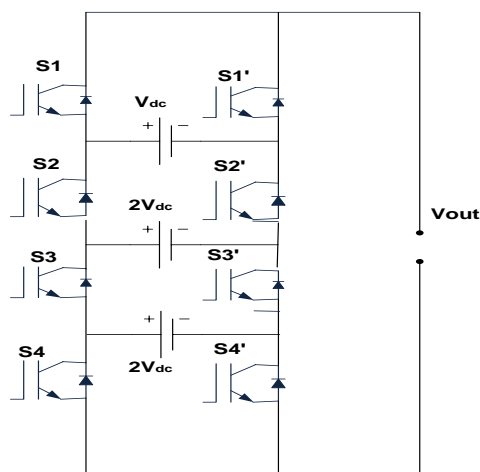 S1
S1'
Vdc
+ −
S2
S2'
2Vdc
+ −
Vout
S3
S3'
+ −
2Vdc
S4
S4'